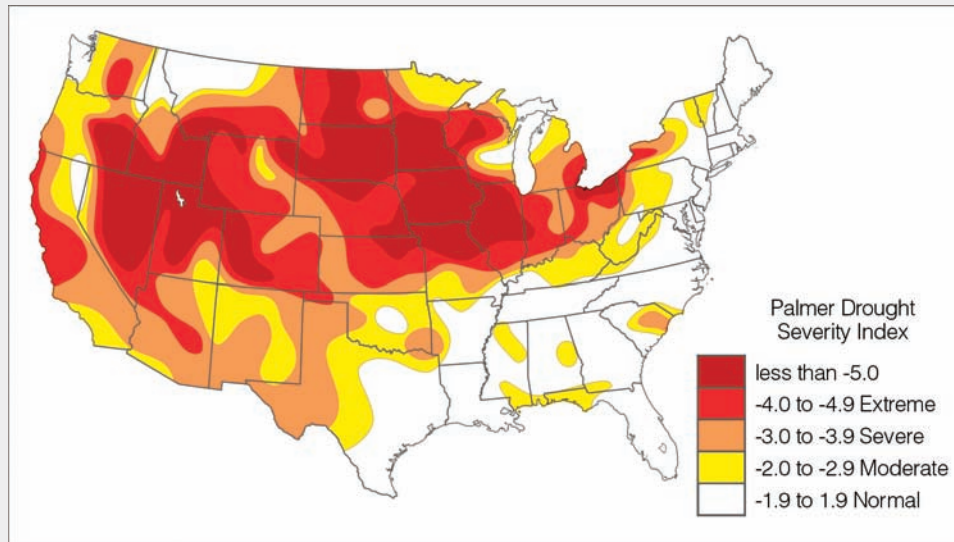 Palmer Drought
Severity Index
less than -5.0
-4.0 to -4.9 Extreme
-3.0 to -3.9 Severe
-2.0 to -2.9 Moderate
-1.9 to 1.9 Normal